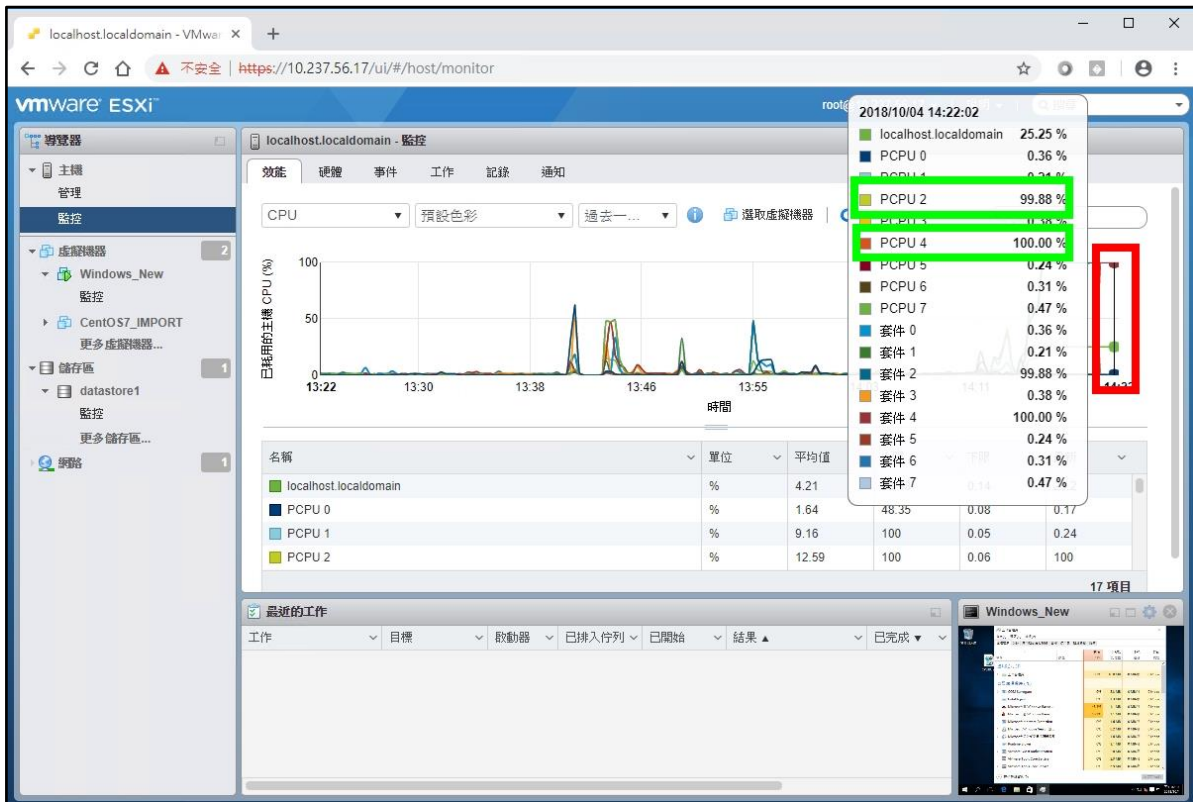 localhost.localdomain - VMwar
不安全 | https://10.237.56.17/ui/#/host/monitor
vmware ESXi™
root@
導覽器
主機
管理
監控
虛擬機器 2
Windows_New
監控
CentOS7_IMPORT
更多虛擬機器...
儲存區 1
datastore1
監控
更多儲存區...
網路 1
localhost.localdomain - 監控
效能 硬體 事件 工作 記錄 通知
CPU 預設色彩 過去一... 選取虛擬機器
已耗用的主機 CPU (%)
100
50
0
13:22 13:30 13:38 13:46 13:55 14:11
時間
2018/10/04 14:22:02
localhost.localdomain 25.25 %
PCPU 0 0.36 %
PCPU 1 0.21 %
PCPU 2 99.88 %
PCPU 3 0.38 %
PCPU 4 100.00 %
PCPU 5 0.24 %
PCPU 6 0.31 %
PCPU 7 0.47 %
套件 0 0.36 %
套件 1 0.21 %
套件 2 99.88 %
套件 3 0.38 %
套件 4 100.00 %
套件 5 0.24 %
套件 6 0.31 %
套件 7 0.47 %
名稱 單位 平均值
localhost.localdomain % 4.21 0.14
PCPU 0 % 1.64 48.35 0.08 0.17
PCPU 1 % 9.16 100 0.05 0.24
PCPU 2 % 12.59 100 0.06 100
17 項目
最近的工作
工作 目標 啟動器 已排入佇列 已開始 結果 已完成
Windows_New